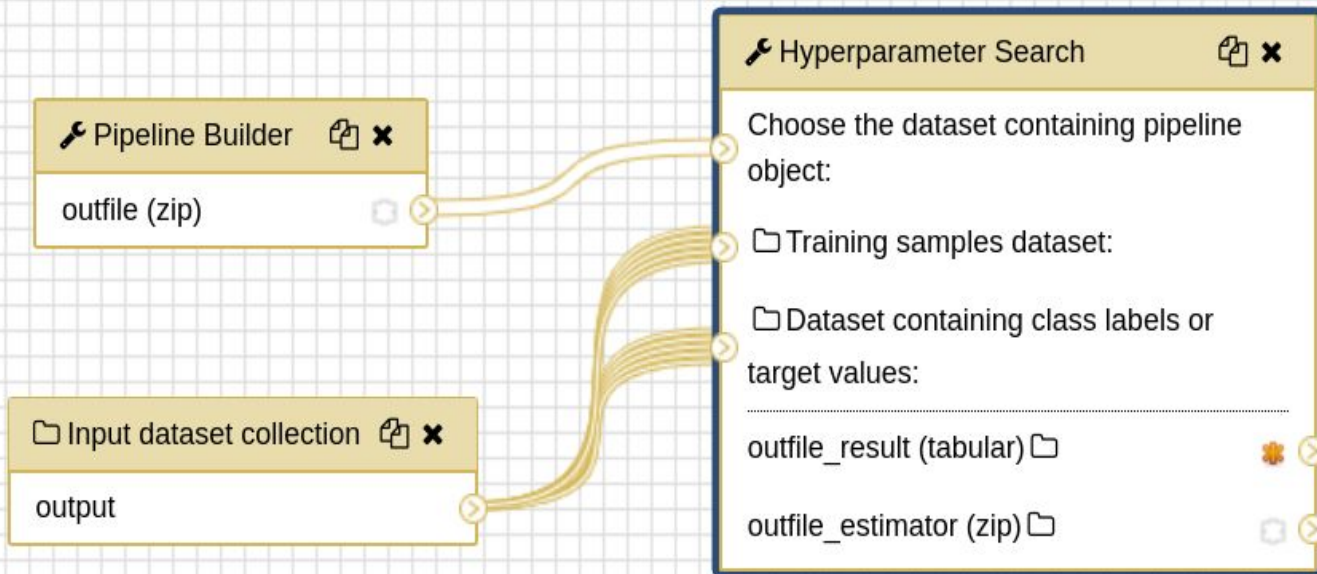 Hyperparameter Search
Pipeline Builder
Choose the dataset containing pipeline
object:
outfile (zip)
Training samples dataset:
Dataset containing class labels or
target values:
Input dataset collection
outfile_result (tabular)
output
outfile_estimator (zip)